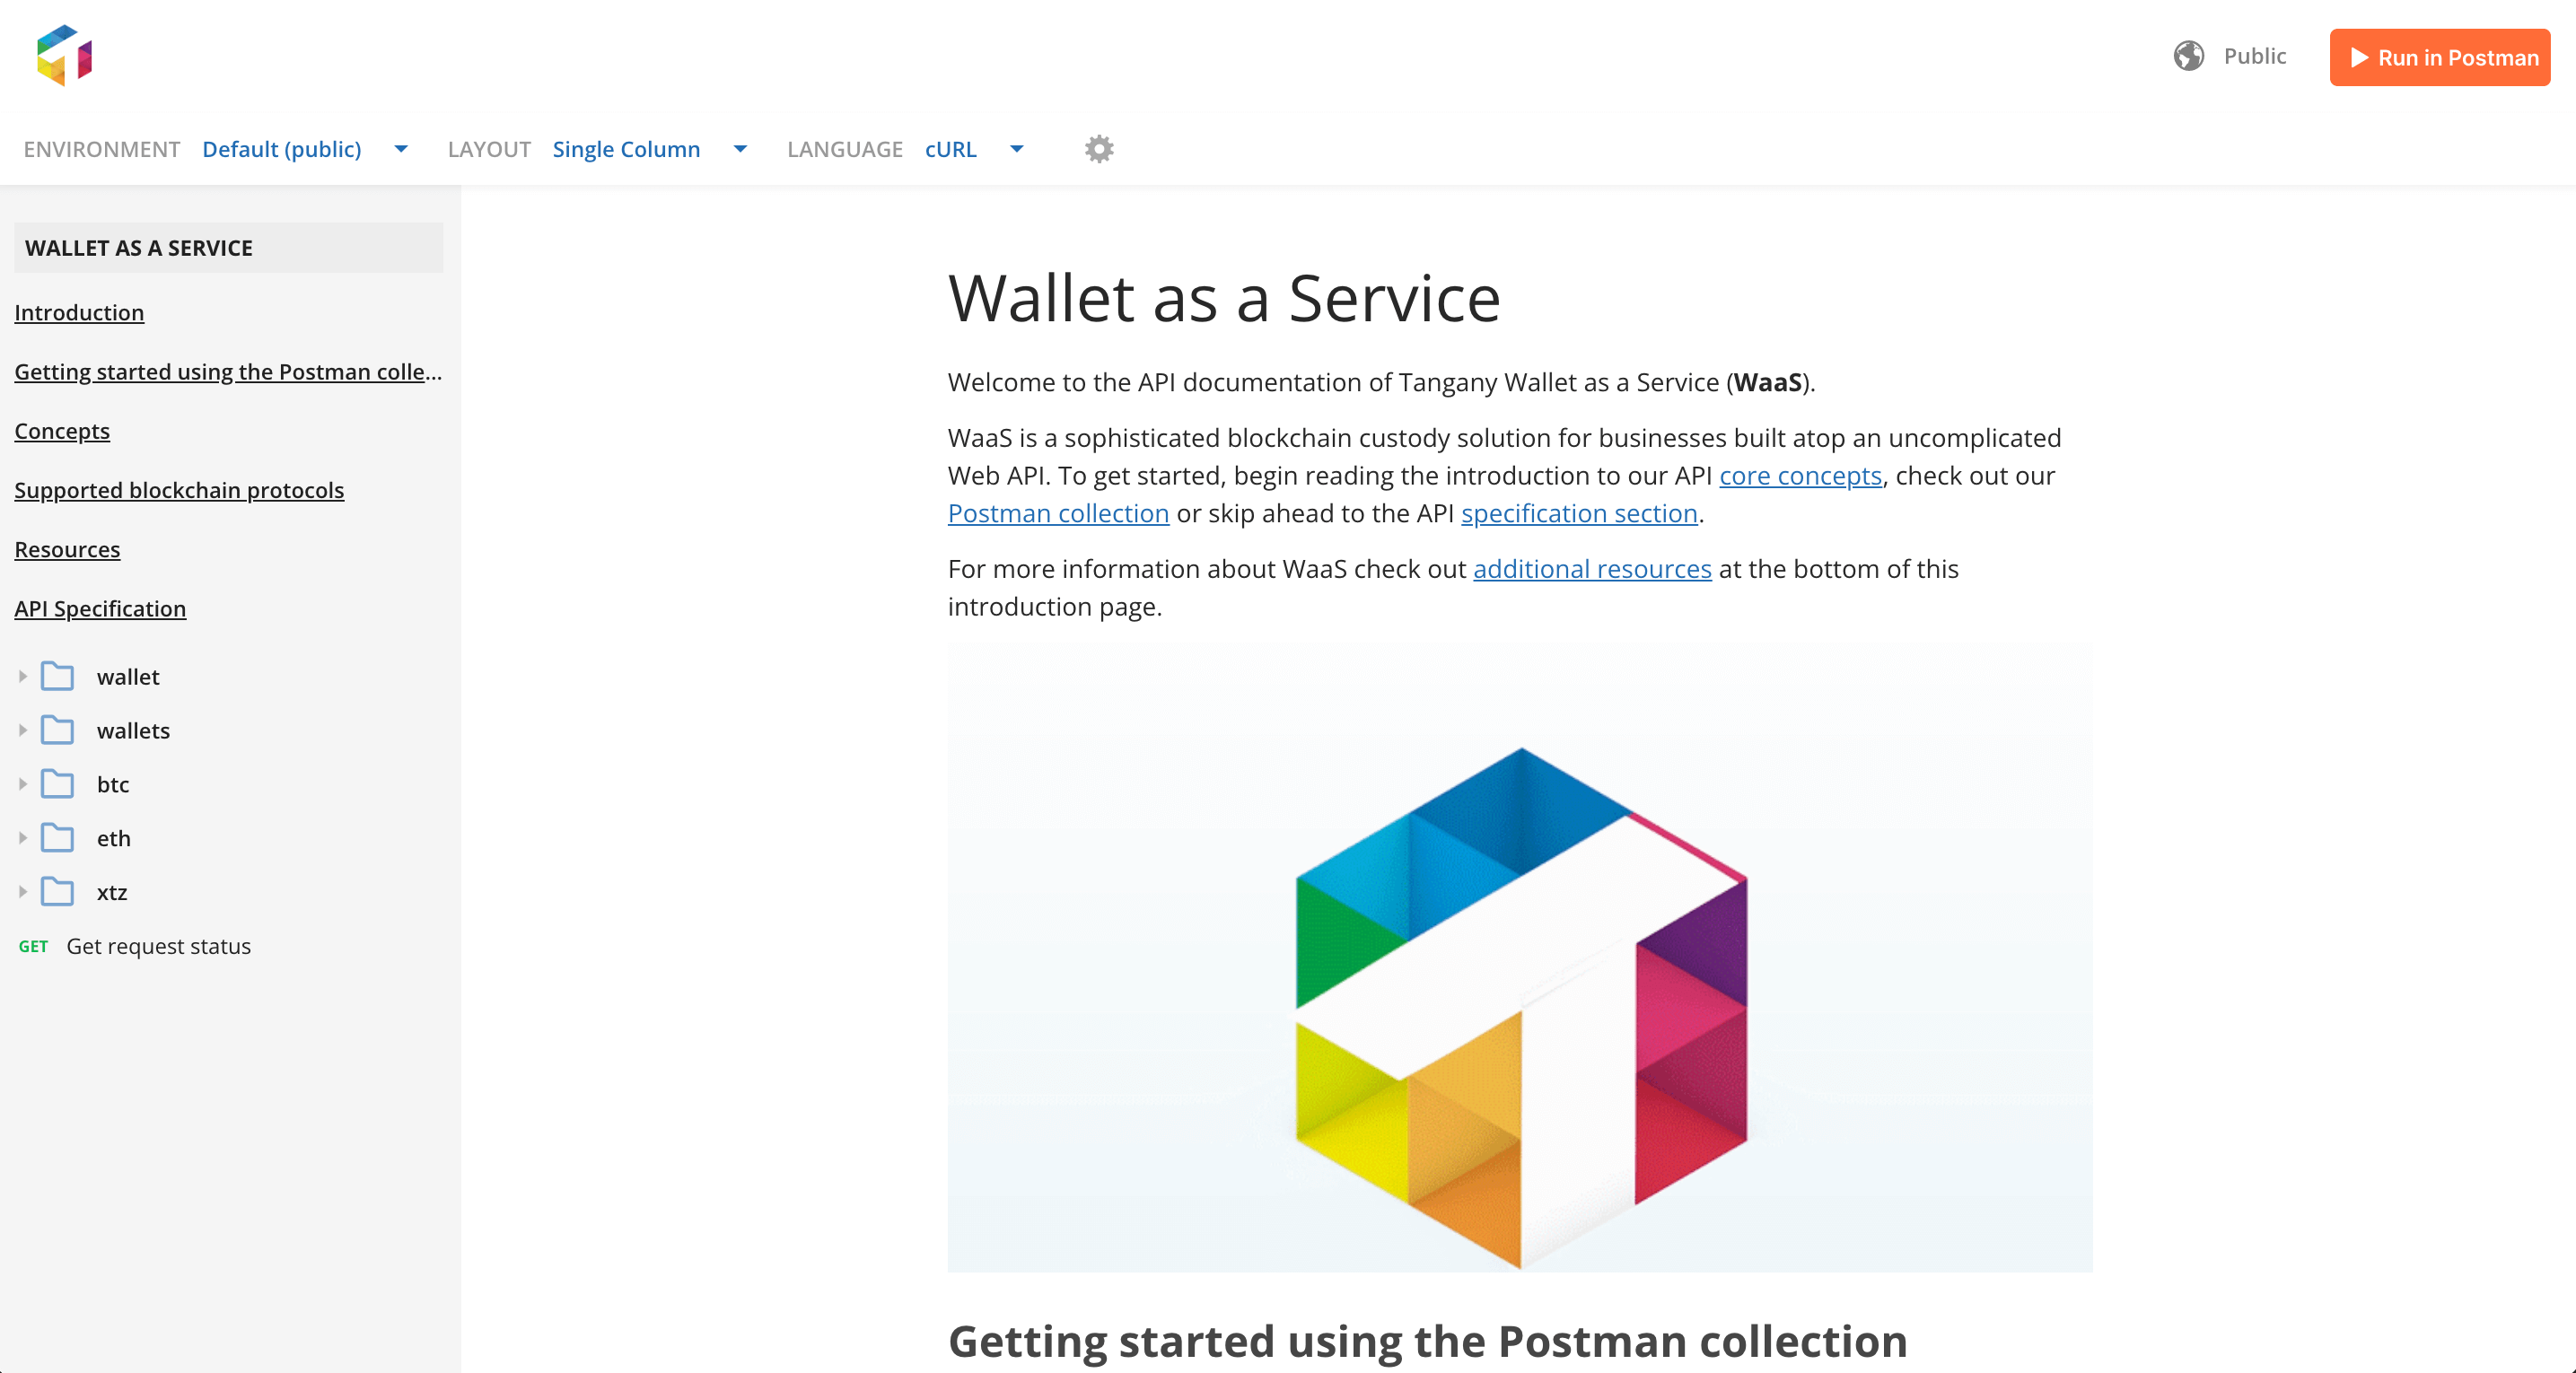 Public
Run in Postman
ENVIRONMENT Default (public) LAYOUT Single Column LANGUAGE cURL
WALLET AS A SERVICE
Introduction
Getting started using the Postman colle...
Concepts
Supported blockchain protocols
Resources
API Specification
wallet
wallets
btc
eth
xtz
GET Get request status
Wallet as a Service
Welcome to the API documentation of Tangany Wallet as a Service (WaaS).
WaaS is a sophisticated blockchain custody solution for businesses built atop an uncomplicated
Web API. To get started, begin reading the introduction to our API core concepts, check out our
Postman collection or skip ahead to the API specification section.
For more information about WaaS check out additional resources at the bottom of this
introduction page.
Getting started using the Postman collection